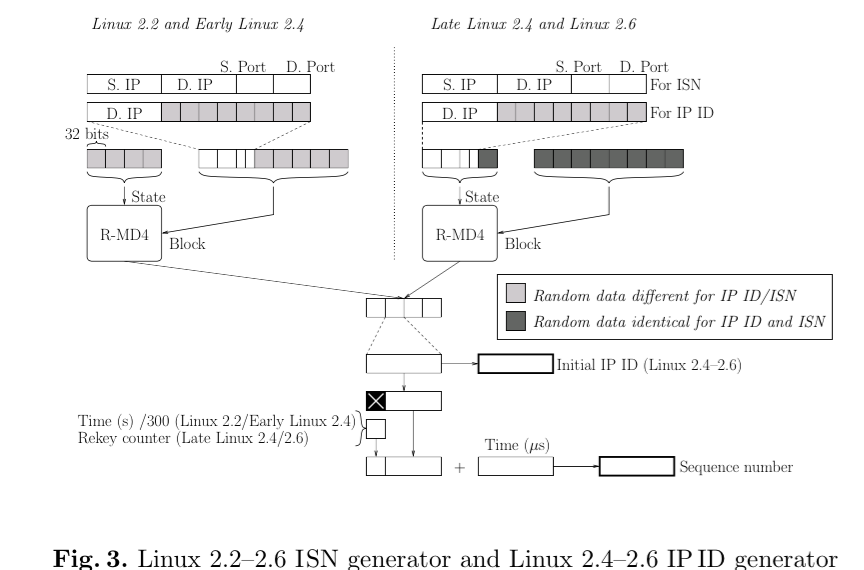 Linux 2.2 and Early Linux 2.4
Late Linux 2.4 and Linux 2.6
S. Port D. Port
S. IP D. IP
D. IP
32 bits
State
R-MD4
Block
S. Port D. Port
S. IP D. IP For ISN
D. IP For IP ID
State
R-MD4
Block
Random data different for IP ID/ISN
Random data identical for IP ID and ISN
Initial IP ID (Linux 2.4–2.6)
Time (s) /300 (Linux 2.2/Early Linux 2.4)
Rekey counter (Late Linux 2.4/2.6)
Time (μs)
+
Sequence number
Fig. 3. Linux 2.2–2.6 ISN generator and Linux 2.4–2.6 IP ID generator